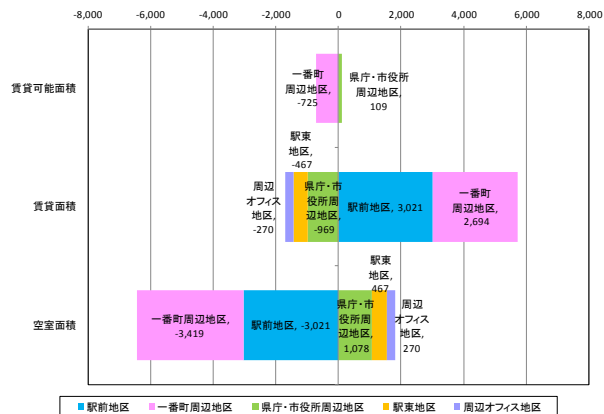 -8,000 -6,000 -4,000 -2,000 0 2,000 4,000 6,000 8,000
賃貸可能面積
一番町
周辺地区,
-725
県庁・市役所
周辺地区,
109
賃貸面積
周辺
オフィス
地区,
-270
駅東
地区,
-467
県庁・市
役所周
辺地区,
-969
駅前地区, 3,021
一番町
周辺地区,
2,694
空室面積
一番町周辺地区,
-3,419
駅前地区, -3,021
県庁・市
役所周
辺地区,
1,078
駅東
地区,
467
周辺
オフィス
地区,
270
駅前地区 一番町周辺地区 県庁・市役所周辺地区 駅東地区 周辺オフィス地区